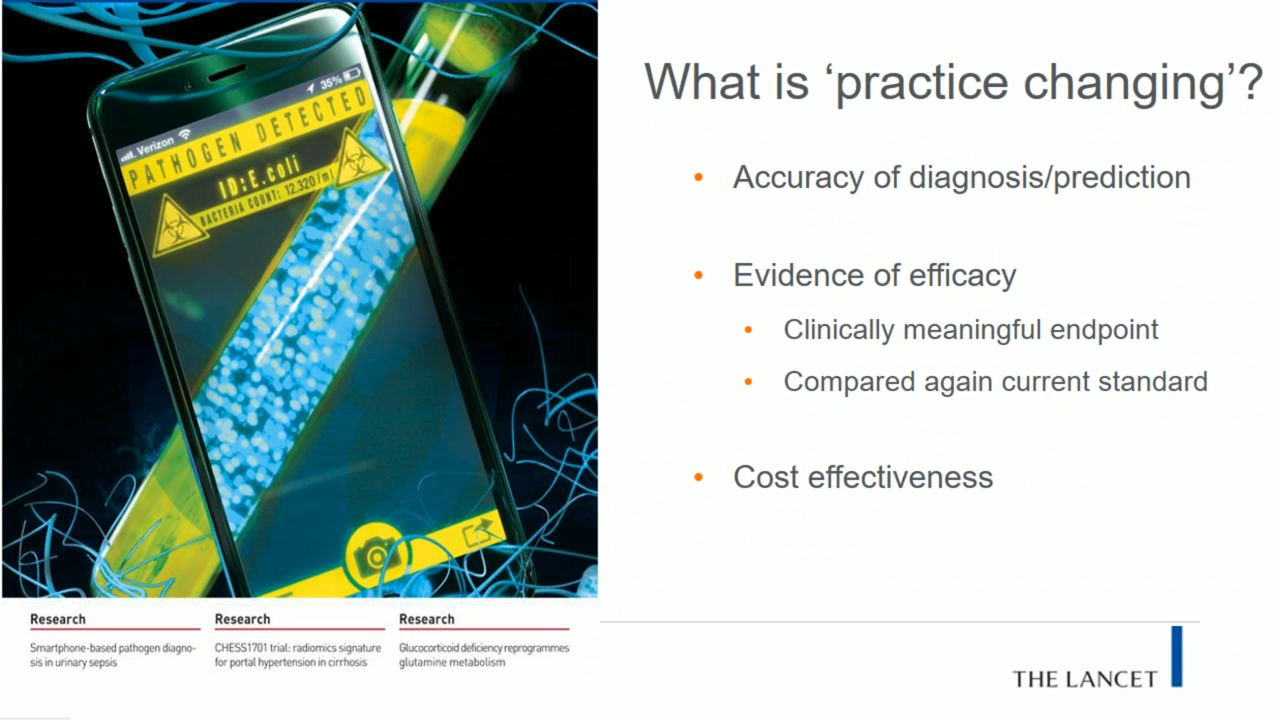 Verizon 35%
PATHOGEN DETECTED
ID:E.coli
BACTERIA COUNT: 12,320/ml
Research
Smartphone-based pathogen diagno-
sis in urinary sepsis
Research
CHESS1701 trial: radiomics signature
for portal hypertension in cirrhosis
Research
Glucocorticoid deficiency reprogrammes
glutamine metabolism
What is ‘practice changing’?
• Accuracy of diagnosis/prediction
• Evidence of efficacy
• Clinically meaningful endpoint
• Compared again current standard
• Cost effectiveness
THE LANCET